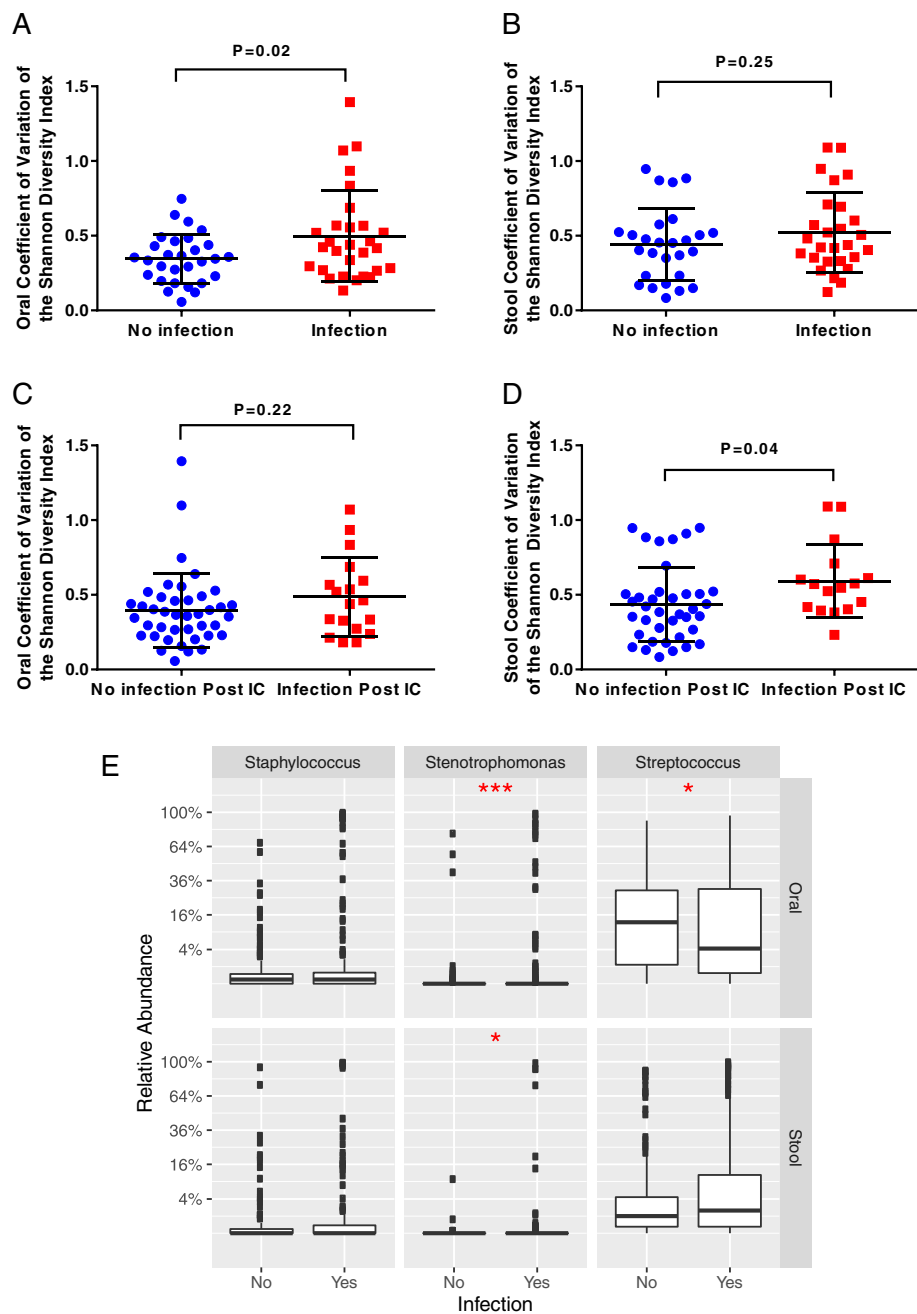 A
P=0.02
Oral Coefficient of Variation of
the Shannon Diversity Index
1.5
1.0
0.5
0.0
No infection
Infection
B
P=0.25
Stool Coefficient of Variation of
the Shannon Diversity Index
1.5
1.0
0.5
0.0
No infection
Infection
C
P=0.22
Oral Coefficient of Variation of
the Shannon Diversity Index
1.5
1.0
0.5
0.0
No infection Post IC
Infection Post IC
D
P=0.04
Stool Coefficient of Variation
of the Shannon Diversity Index
1.5
1.0
0.5
0.0
No infection Post IC
Infection Post IC
E
Staphylococcus
Stenotrophomonas
Streptococcus
***
*
Relative Abundance
100%
64%
36%
16%
4%
Oral
*
100%
64%
36%
16%
4%
Stool
No
Yes
No
Yes
No
Yes
Infection